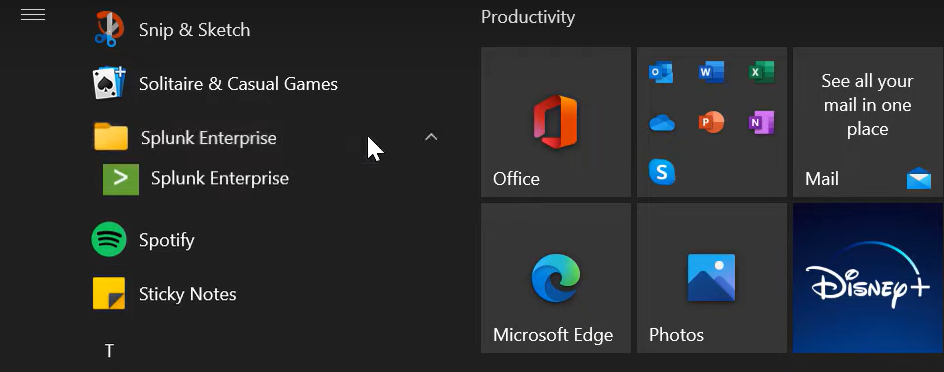 Snip & Sketch
Solitaire & Casual Games
Splunk Enterprise
Splunk Enterprise
Spotify
Sticky Notes
T
Productivity
Office
See all your
mail in one
place
Mail
Microsoft Edge
Photos
Disney+